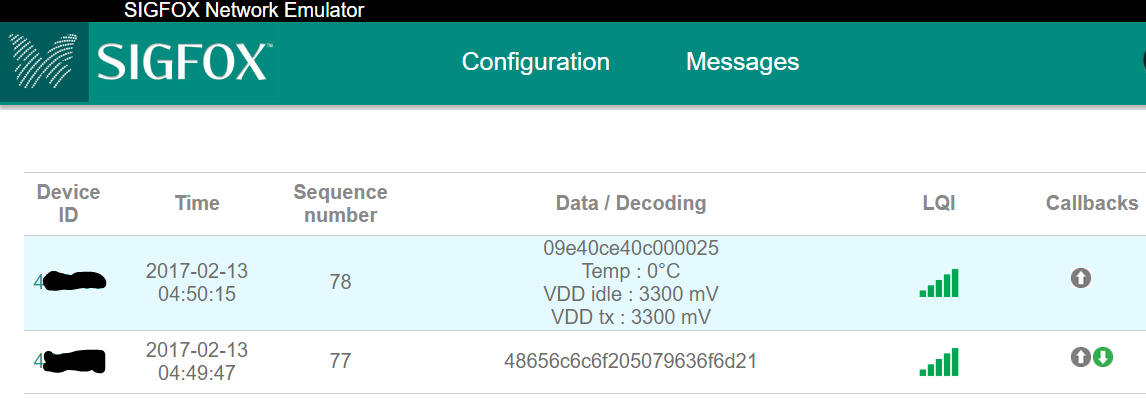 SIGFOX Network Emulator
SIGFOX™ Configuration Messages
Device ID Time Sequence number Data / Decoding LQI Callbacks
4 2017-02-13 04:50:15 78 09e40ce40c000025
Temp : 0°C
VDD idle : 3300 mV
VDD tx : 3300 mV
4 2017-02-13 04:49:47 77 48656c6c6f205079636f6d21